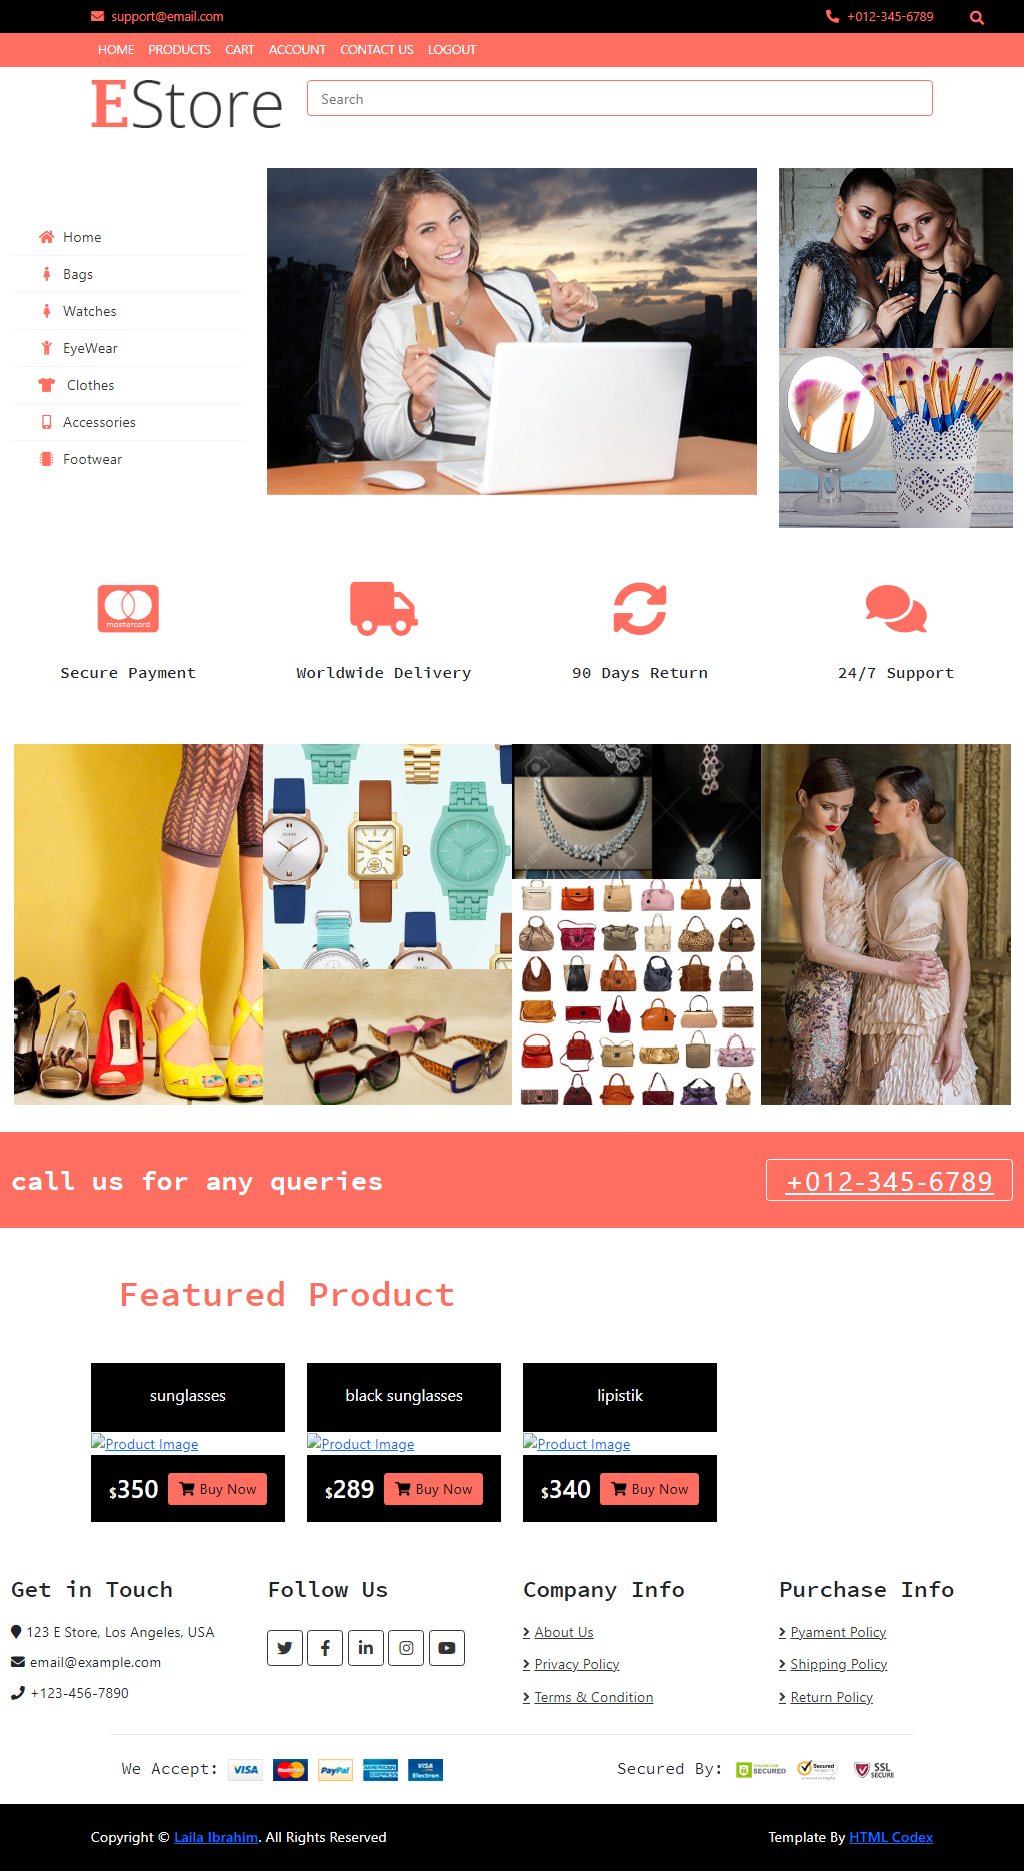 support@email.com
+012-345-6789
HOME PRODUCTS CART ACCOUNT CONTACT US LOGOUT
EStore
Search
Home
Bags
Watches
EyeWear
Clothes
Accessories
Footwear
mastercard
Secure Payment
Worldwide Delivery
90 Days Return
24/7 Support
call us for any queries
+012-345-6789
Featured Product
sunglasses
black sunglasses
lipistik
Product Image
Product Image
Product Image
$350 Buy Now
$289 Buy Now
$340 Buy Now
Get in Touch
123 E Store, Los Angeles, USA
email@example.com
+123-456-7890
Follow Us
Company Info
About Us
Privacy Policy
Terms & Condition
Purchase Info
Pyament Policy
Shipping Policy
Return Policy
We Accept: VISA MasterCard PayPal AMERICAN EXPRESS VISA Electron
Secured By: SECURED Secured SSL SECURE
Copyright © Laila Ibrahim. All Rights Reserved
Template By HTML Codex